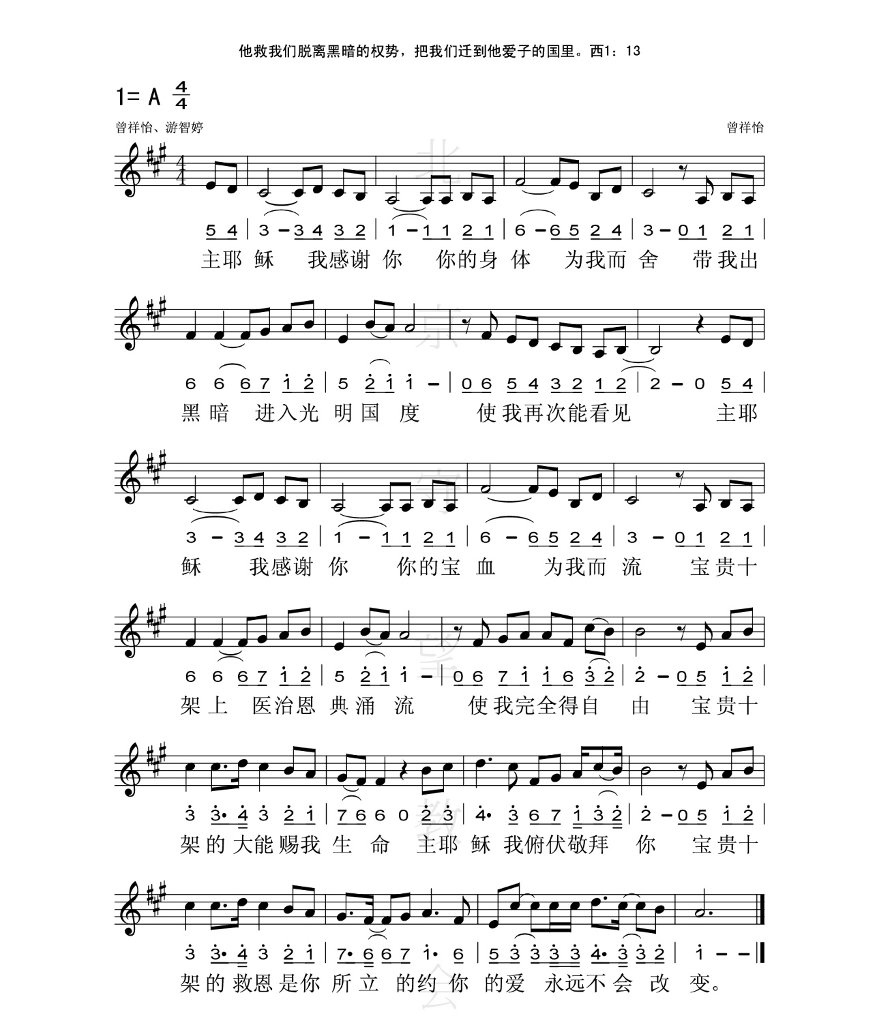 他救我们脱离黑暗的权势，把我们迁到他爱子的国里。西1：13
1= A 4/4
曾祥怡、游智婷 曾祥怡
5 4 | 3 - 3 4 3 2 | 1 - 1 1 2 1 | 6 - 6 5 2 4 | 3 - 0 1 2 1 |
主耶 稣 我感谢 你 你的身 体 为我而 舍 带我出
6 6 6 7 1 2 | 5 2 1 1 - | 0 6 5 4 3 2 1 2 | 2 - 0 5 4 |
黑暗 进入光 明国 度 使我再次能看见 主耶
3 - 3 4 3 2 | 1 - 1 1 2 1 | 6 - 6 5 2 4 | 3 - 0 1 2 1 |
稣 我感谢 你 你的宝 血 为我而 流 宝贵十
6 6 6 7 1 2 | 5 2 1 1 - | 0 6 7 1 1 6 3 2 | 2 - 0 5 1 2 |
架上 医治恩 典涌 流 使我完全得自 由 宝贵十
3 3· 4 3 2 1 | 7 6 6 0 2 3 | 4· 3 6 7 1 3 2 | 2 - 0 5 1 2 |
架的大能赐我 生 命 主耶 稣 我俯伏敬拜 你 宝贵十
3 3· 4 3 2 1 | 7· 6 6 7 1· 6 | 5 3 3 3 3 4 3 3 2 | 1 - - ‖
架的救恩是你 所立 的约 你 的爱 永远不会 改 变。
北京守望教会